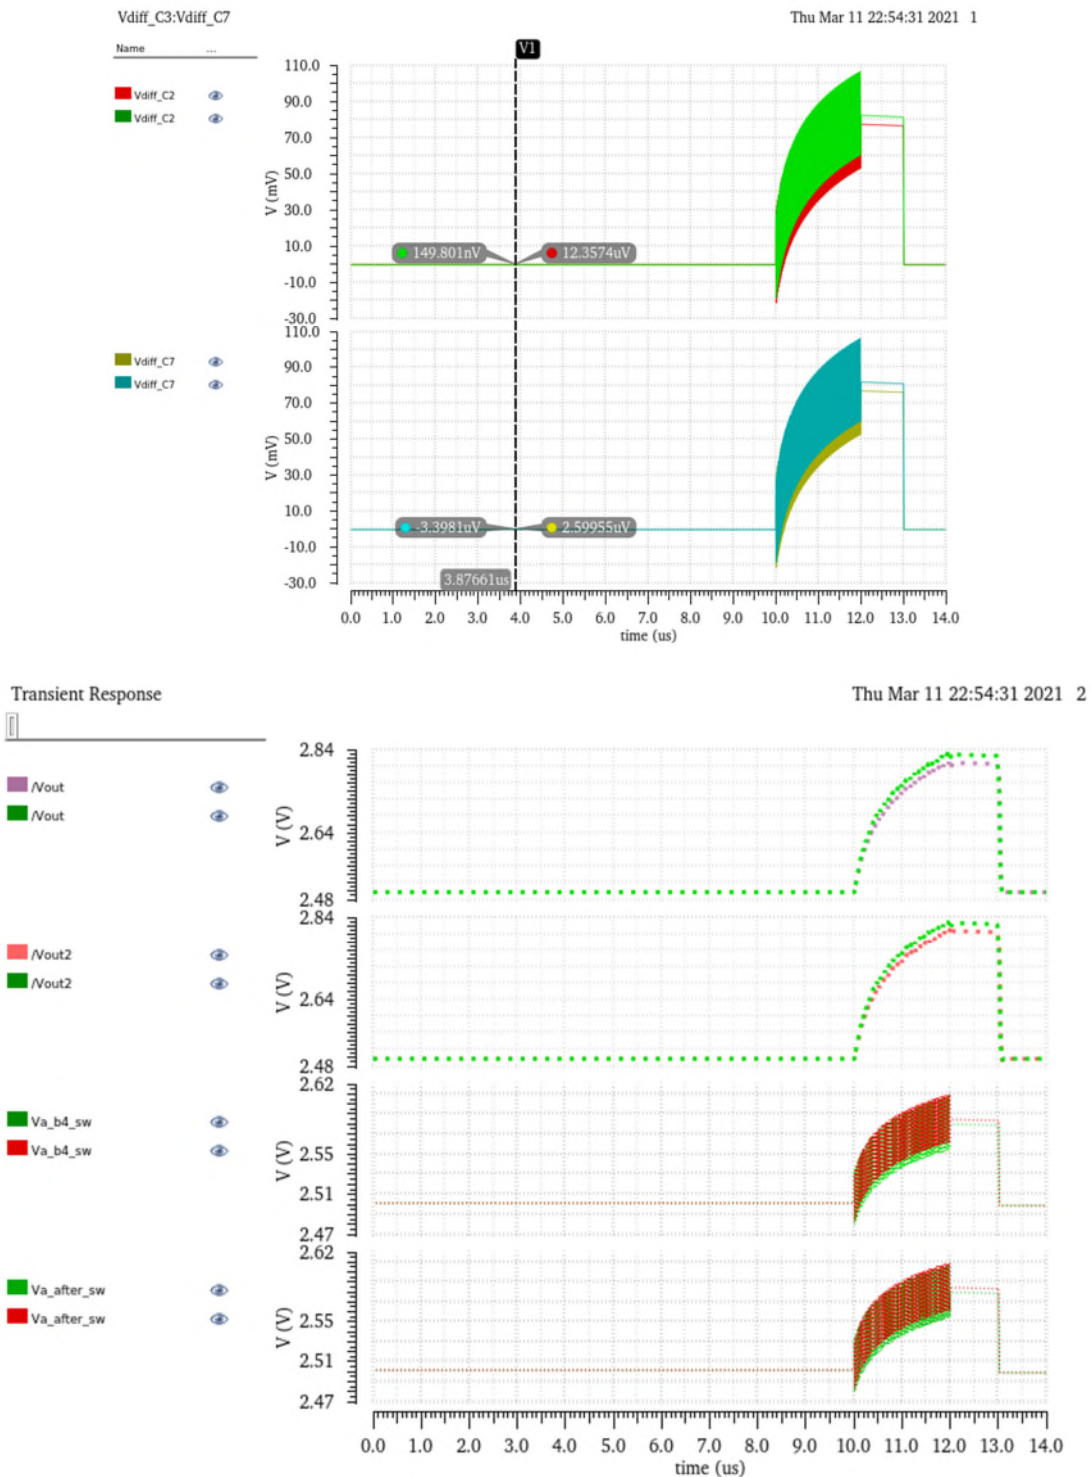 Vdiff_C3:Vdiff_C7
Thu Mar 11 22:54:31 2021 1
Name ...
V1
Vdiff_C2
Vdiff_C2
110.0
90.0
70.0
50.0
30.0
10.0
-10.0
-30.0
V (mV)
149.801nV
12.3574uV
Vdiff_C7
Vdiff_C7
110.0
90.0
70.0
50.0
30.0
10.0
-10.0
-30.0
V (mV)
-3.3981uV
2.59955uV
3.87661us
0.0 1.0 2.0 3.0 4.0 5.0 6.0 7.0 8.0 9.0 10.0 11.0 12.0 13.0 14.0
time (us)
Transient Response
Thu Mar 11 22:54:31 2021 2
/Vout
/Vout
2.84
2.64
2.48
V (V)
/Vout2
/Vout2
2.84
2.64
2.48
V (V)
Va_b4_sw
Va_b4_sw
2.62
2.55
2.51
2.47
V (V)
Va_after_sw
Va_after_sw
2.62
2.55
2.51
2.47
V (V)
0.0 1.0 2.0 3.0 4.0 5.0 6.0 7.0 8.0 9.0 10.0 11.0 12.0 13.0 14.0
time (us)